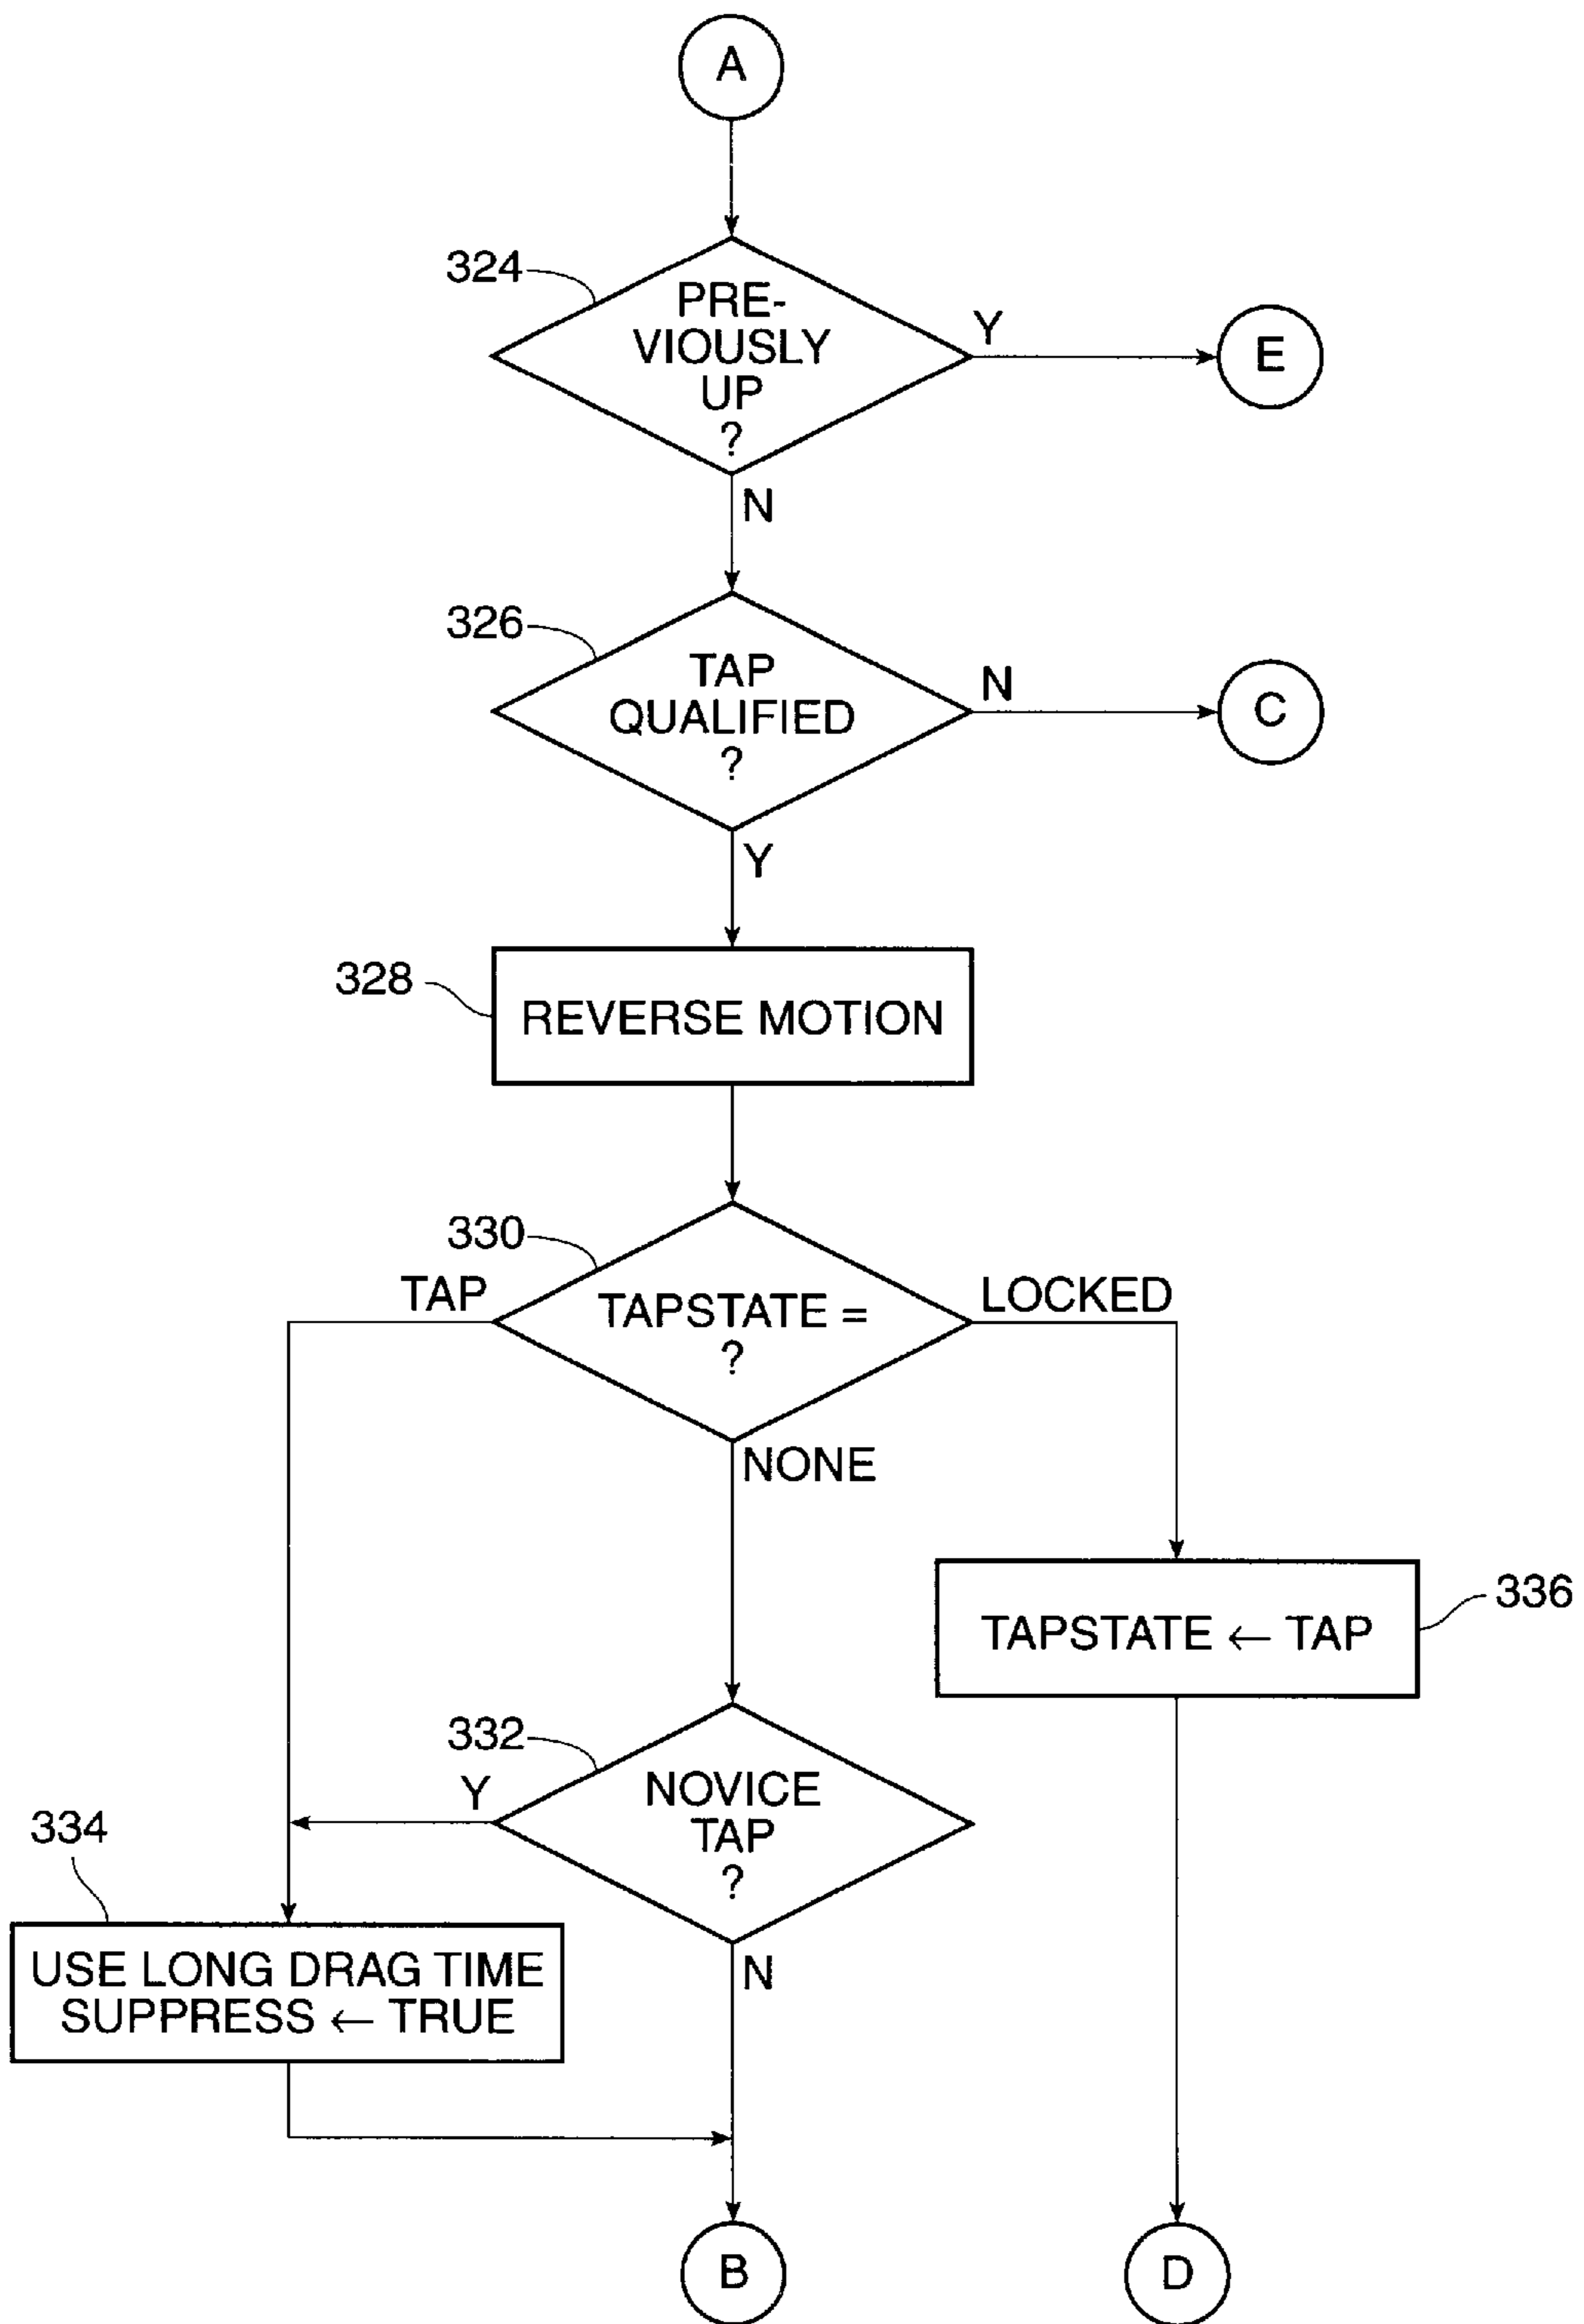 A
324
PRE-
VIOUSLY
UP
?
Y
E
N
326
TAP
QUALIFIED
?
N
C
Y
328
REVERSE MOTION
330
TAP
TAPSTATE =
?
LOCKED
NONE
336
TAPSTATE ← TAP
332
Y
NOVICE
TAP
?
334
N
USE LONG DRAG TIME
SUPPRESS ← TRUE
B
D